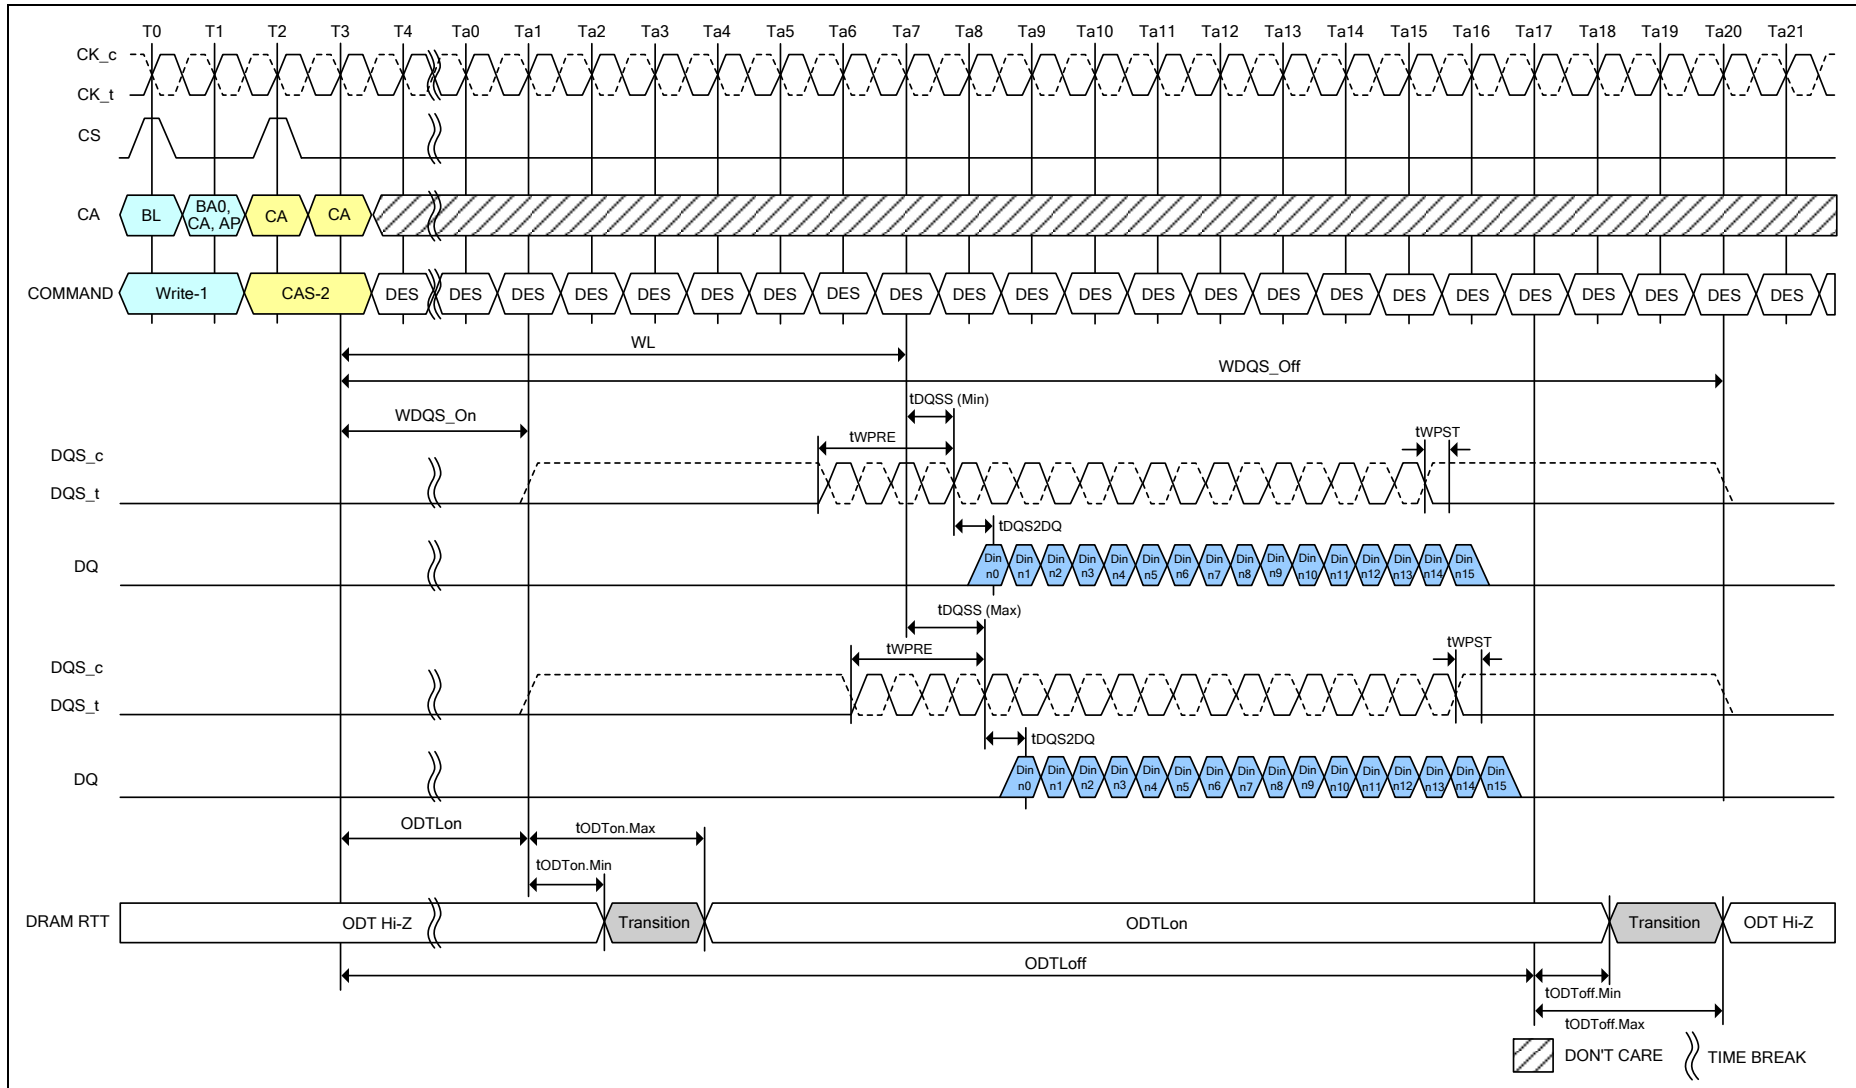 T0 T1 T2 T3 T4 Ta0 Ta1 Ta2 Ta3 Ta4 Ta5 Ta6 Ta7 Ta8 Ta9 Ta10 Ta11 Ta12 Ta13 Ta14 Ta15 Ta16 Ta17 Ta18 Ta19 Ta20 Ta21
CK_c
CK_t
CS
CA BL BA0, CA, AP CA CA
COMMAND Write-1 CAS-2 DES DES DES DES DES DES DES DES DES DES DES DES DES DES DES DES DES DES DES DES DES DES DES
WL
WDQS_Off
tDQSS (Min)
WDQS_On
tWPRE tWPST
DQS_c
DQS_t
tDQS2DQ
DQ Din n0 Din n1 Din n2 Din n3 Din n4 Din n5 Din n6 Din n7 Din n8 Din n9 Din n10 Din n11 Din n12 Din n13 Din n14 Din n15
tDQSS (Max)
tWPRE tWPST
DQS_c
DQS_t
tDQS2DQ
DQ Din n0 Din n1 Din n2 Din n3 Din n4 Din n5 Din n6 Din n7 Din n8 Din n9 Din n10 Din n11 Din n12 Din n13 Din n14 Din n15
ODTLon tODTon.Max
tODTon.Min
DRAM RTT ODT Hi-Z Transition ODTLon Transition ODT Hi-Z
ODTLoff
tODToff.Min
tODToff.Max
DON'T CARE TIME BREAK